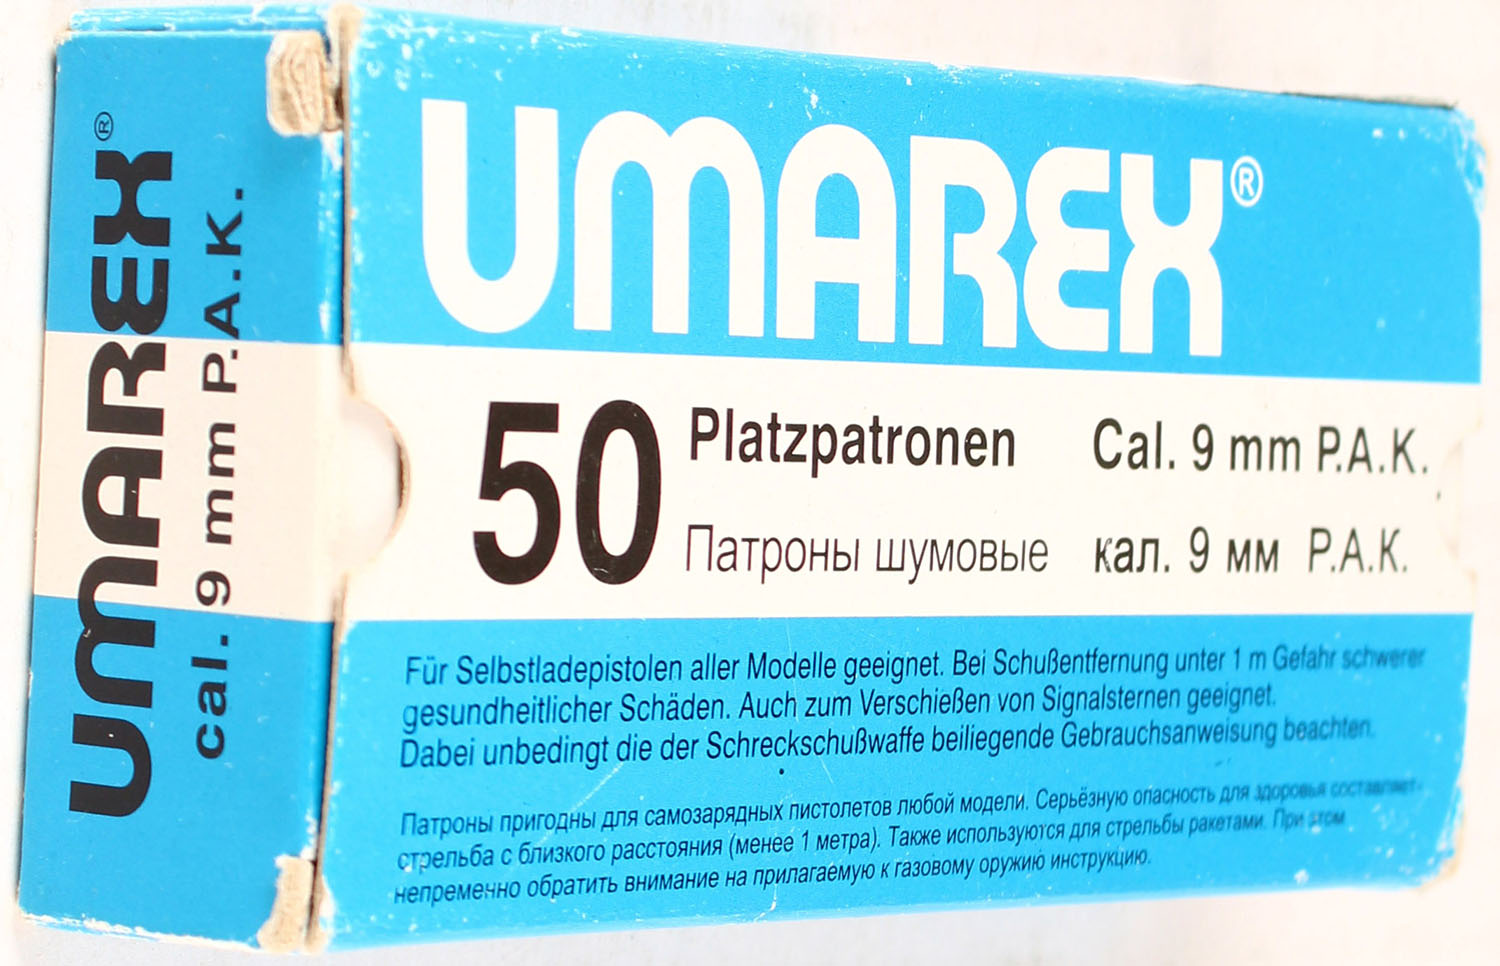 UMAREX®
cal. 9 mm P.A.K.
UMAREX®
50 Platzpatronen Cal. 9 mm P.A.K.
Патроны шумовые кал. 9 мм P.A.K.
Für Selbstladepistolen aller Modelle geeignet. Bei Schußentfernung unter 1 m Gefahr schwerer
gesundheitlicher Schäden. Auch zum Verschießen von Signalsternen geeignet.
Dabei unbedingt die der Schreckschußwaffe beiliegende Gebrauchsanweisung beachten.
Патроны пригодны для самозарядных пистолетов любой модели. Серьёзную опасность для здоровья составляет
стрельба с близкого расстояния (менее 1 метра). Также используются для стрельбы ракетами. При этом
непременно обратить внимание на прилагаемую к газовому оружию инструкцию.